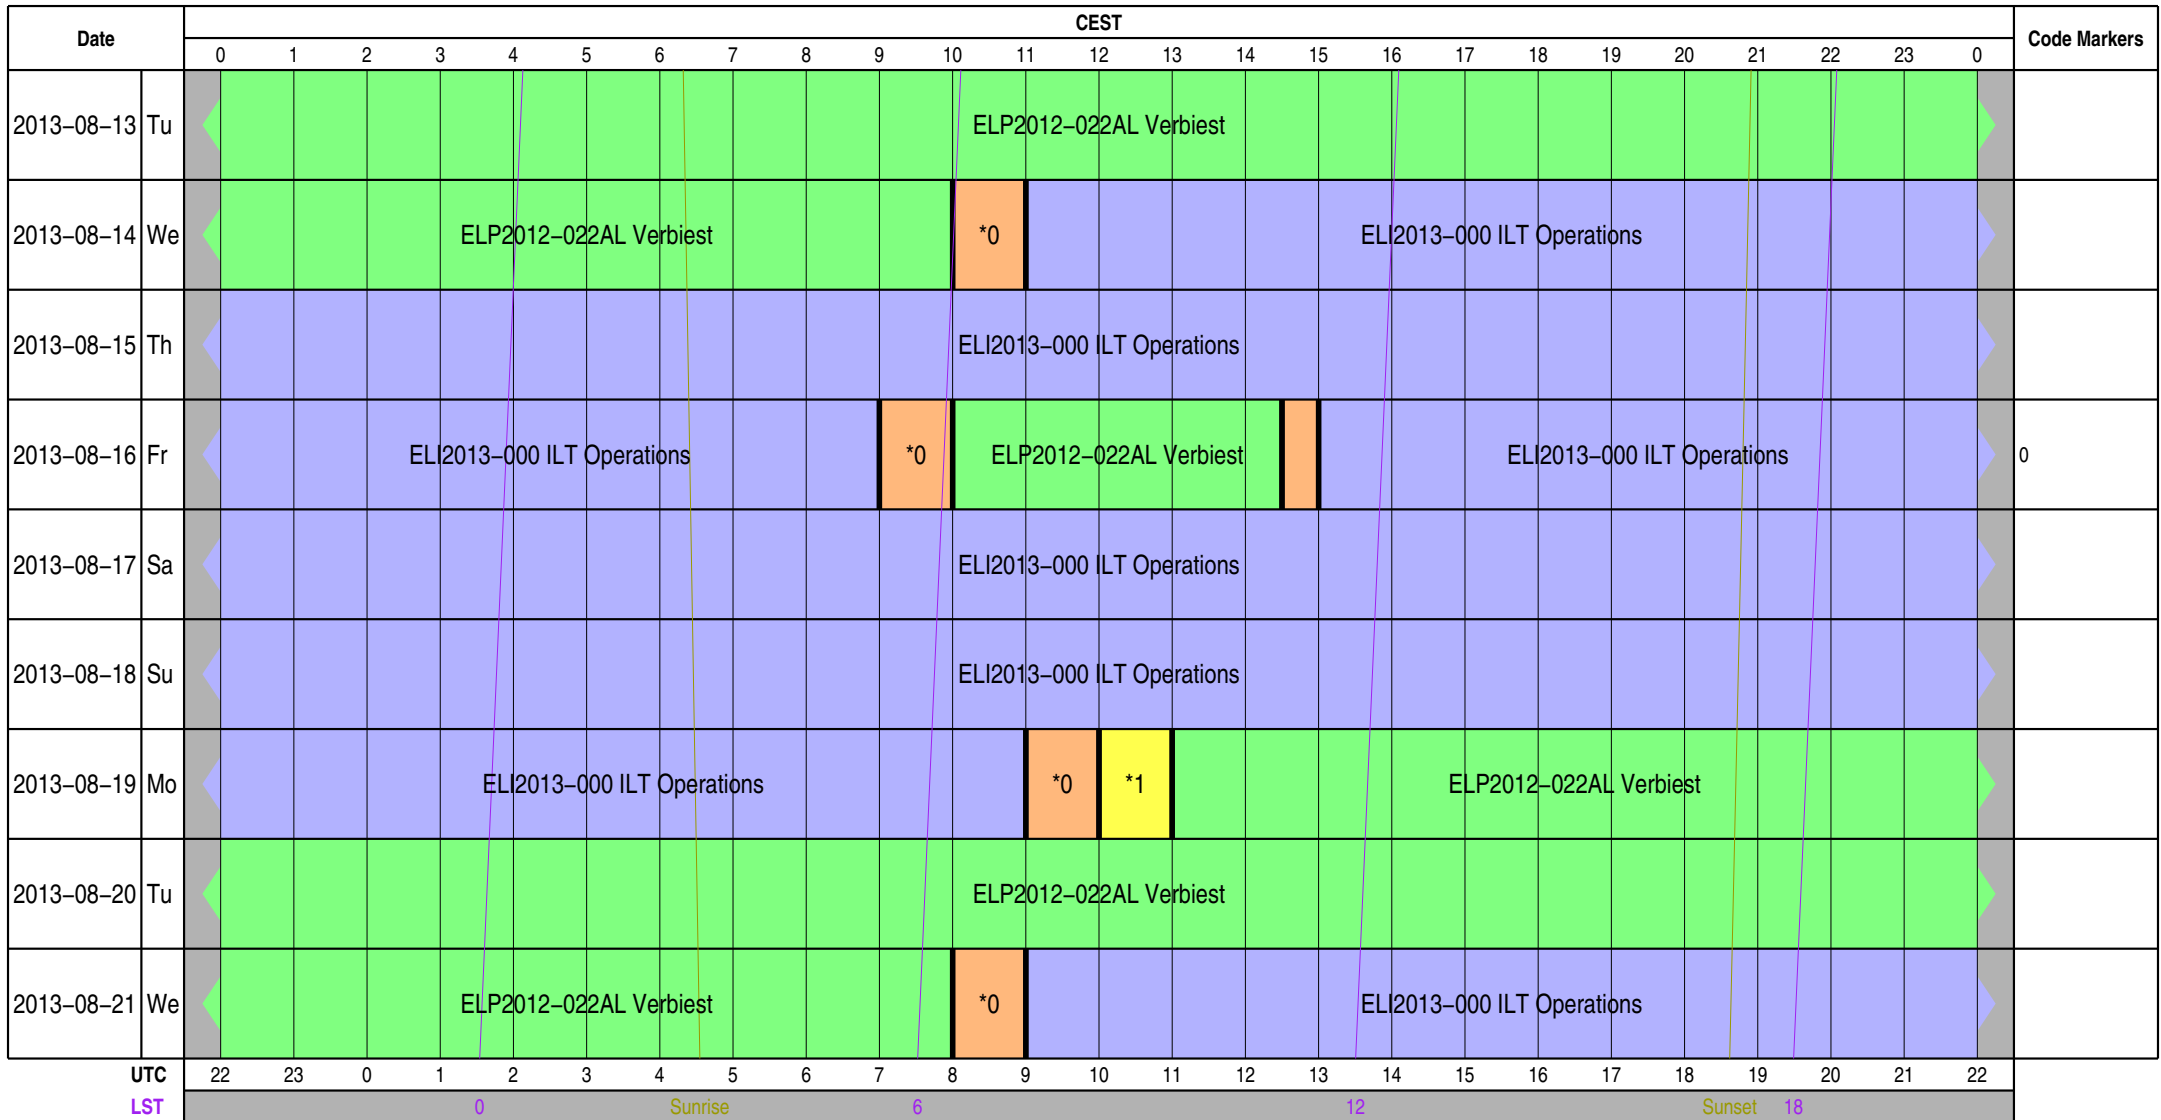 CEST
Date
Code Markers
0 1 2 3 4 5 6 7 8 9 10 11 12 13 14 15 16 17 18 19 20 21 22 23 0
2013−08−13 Tu ELP2012−022AL Verbiest
2013−08−14 We ELP2012−022AL Verbiest *0 ELI2013−000 ILT Operations
2013−08−15 Th ELI2013−000 ILT Operations
2013−08−16 Fr ELI2013−000 ILT Operations *0 ELP2012−022AL Verbiest ELI2013−000 ILT Operations 0
2013−08−17 Sa ELI2013−000 ILT Operations
2013−08−18 Su ELI2013−000 ILT Operations
2013−08−19 Mo ELI2013−000 ILT Operations *0 *1 ELP2012−022AL Verbiest
2013−08−20 Tu ELP2012−022AL Verbiest
2013−08−21 We ELP2012−022AL Verbiest *0 ELI2013−000 ILT Operations
UTC 22 23 0 1 2 3 4 5 6 7 8 9 10 11 12 13 14 15 16 17 18 19 20 21 22
LST 0 Sunrise 6 12 Sunset 18